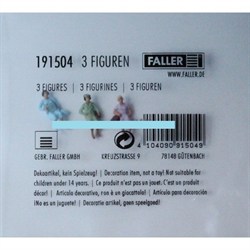 191504 3 FIGUREN FALLER
WWW.FALLER.DE
3 FIGURES | 3 FIGURINES | 3 FIGUREN
4 104090 915049
GEBR. FALLER GMBH KREUZSTRASSE 9 78148 GÜTENBACH
Dekoartikel, kein Spielzeug! | Decoration item, not a toy! Not suitable for
children under 14 years. | Ce produit n'est pas un jouet. C'est un produit
décor! | Articolo decorativo, non è un giocattolo! | Artículo para decoración
¡No es un juguete! | Decoratie artikel, geen speelgoed!